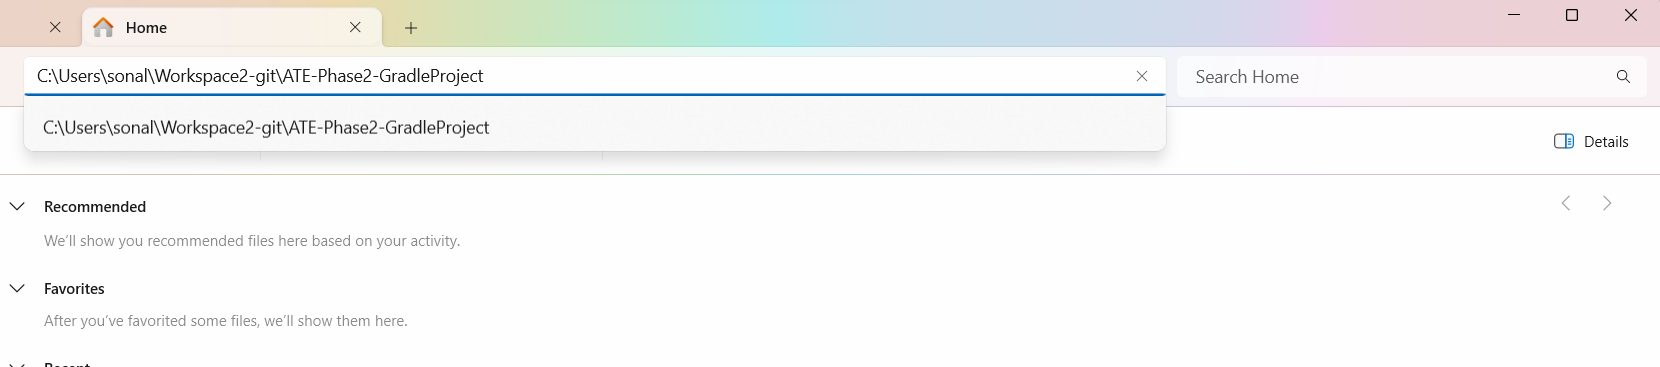 Home
C:\Users\sonal\Workspace2-git\ATE-Phase2-GradleProject
Search Home
C:\Users\sonal\Workspace2-git\ATE-Phase2-GradleProject
Details
Recommended
We'll show you recommended files here based on your activity.
Favorites
After you've favorited some files, we'll show them here.
Recent